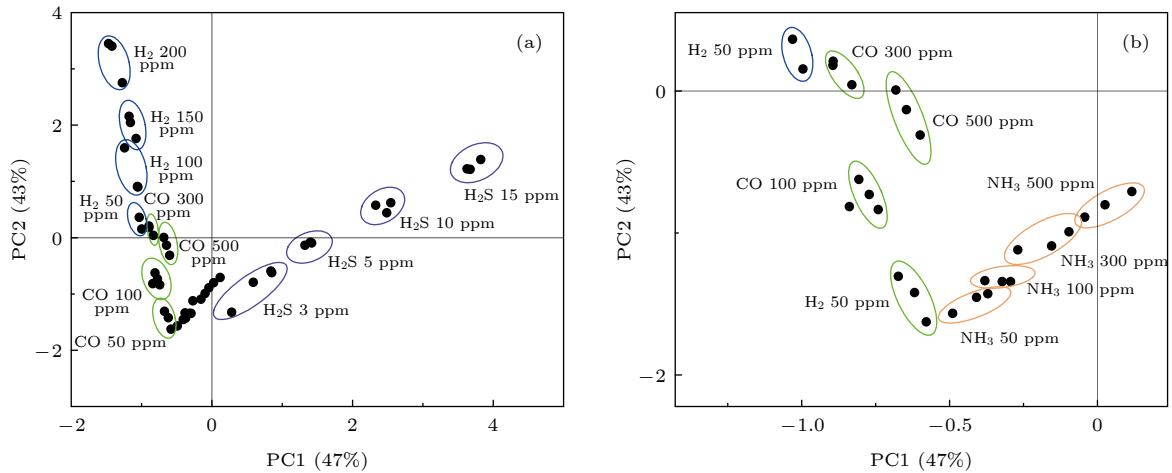 4
2
0
−2
−2
0
2
4
PC2 (43%)
PC1 (47%)
(a)
H₂ 200
ppm
H₂ 150
ppm
H₂ 100
ppm
H₂ 50
ppm
CO 300
ppm
CO 500
ppm
CO 100
ppm
CO 50 ppm
H₂S 15 ppm
H₂S 10 ppm
H₂S 5 ppm
H₂S 3 ppm
0
−2
−1.0
−0.5
0
PC2 (43%)
PC1 (47%)
(b)
H₂ 50 ppm
CO 300 ppm
CO 500 ppm
CO 100 ppm
NH₃ 500 ppm
NH₃ 300 ppm
NH₃ 100 ppm
H₂ 50 ppm
NH₃ 50 ppm